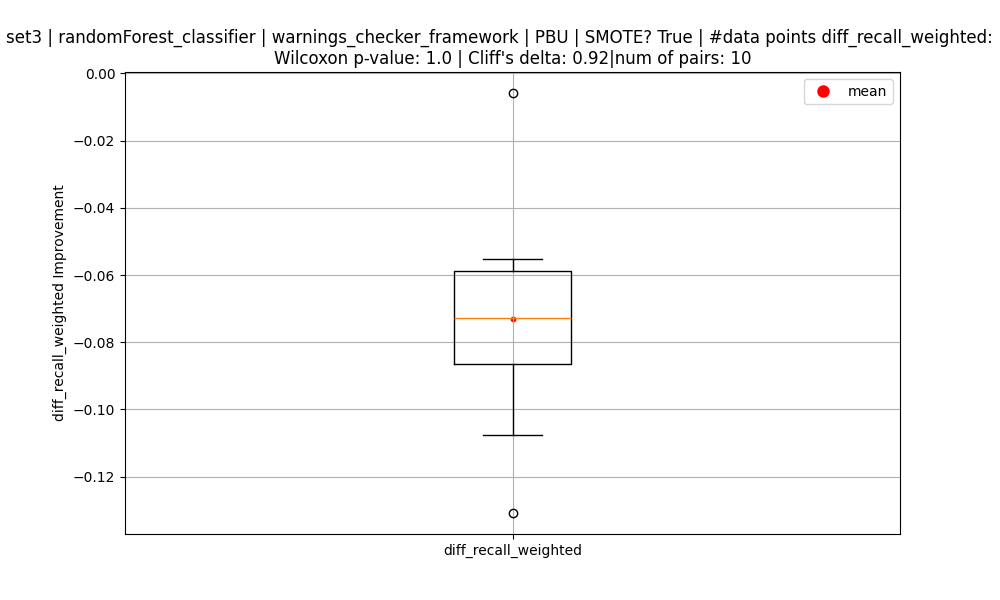 set3 | randomForest_classifier | warnings_checker_framework | PBU | SMOTE? True | #data points diff_recall_weighted:
Wilcoxon p-value: 1.0 | Cliff's delta: 0.92|num of pairs: 10
mean
0.00
−0.02
−0.04
−0.06
−0.08
−0.10
−0.12
diff_recall_weighted Improvement
diff_recall_weighted